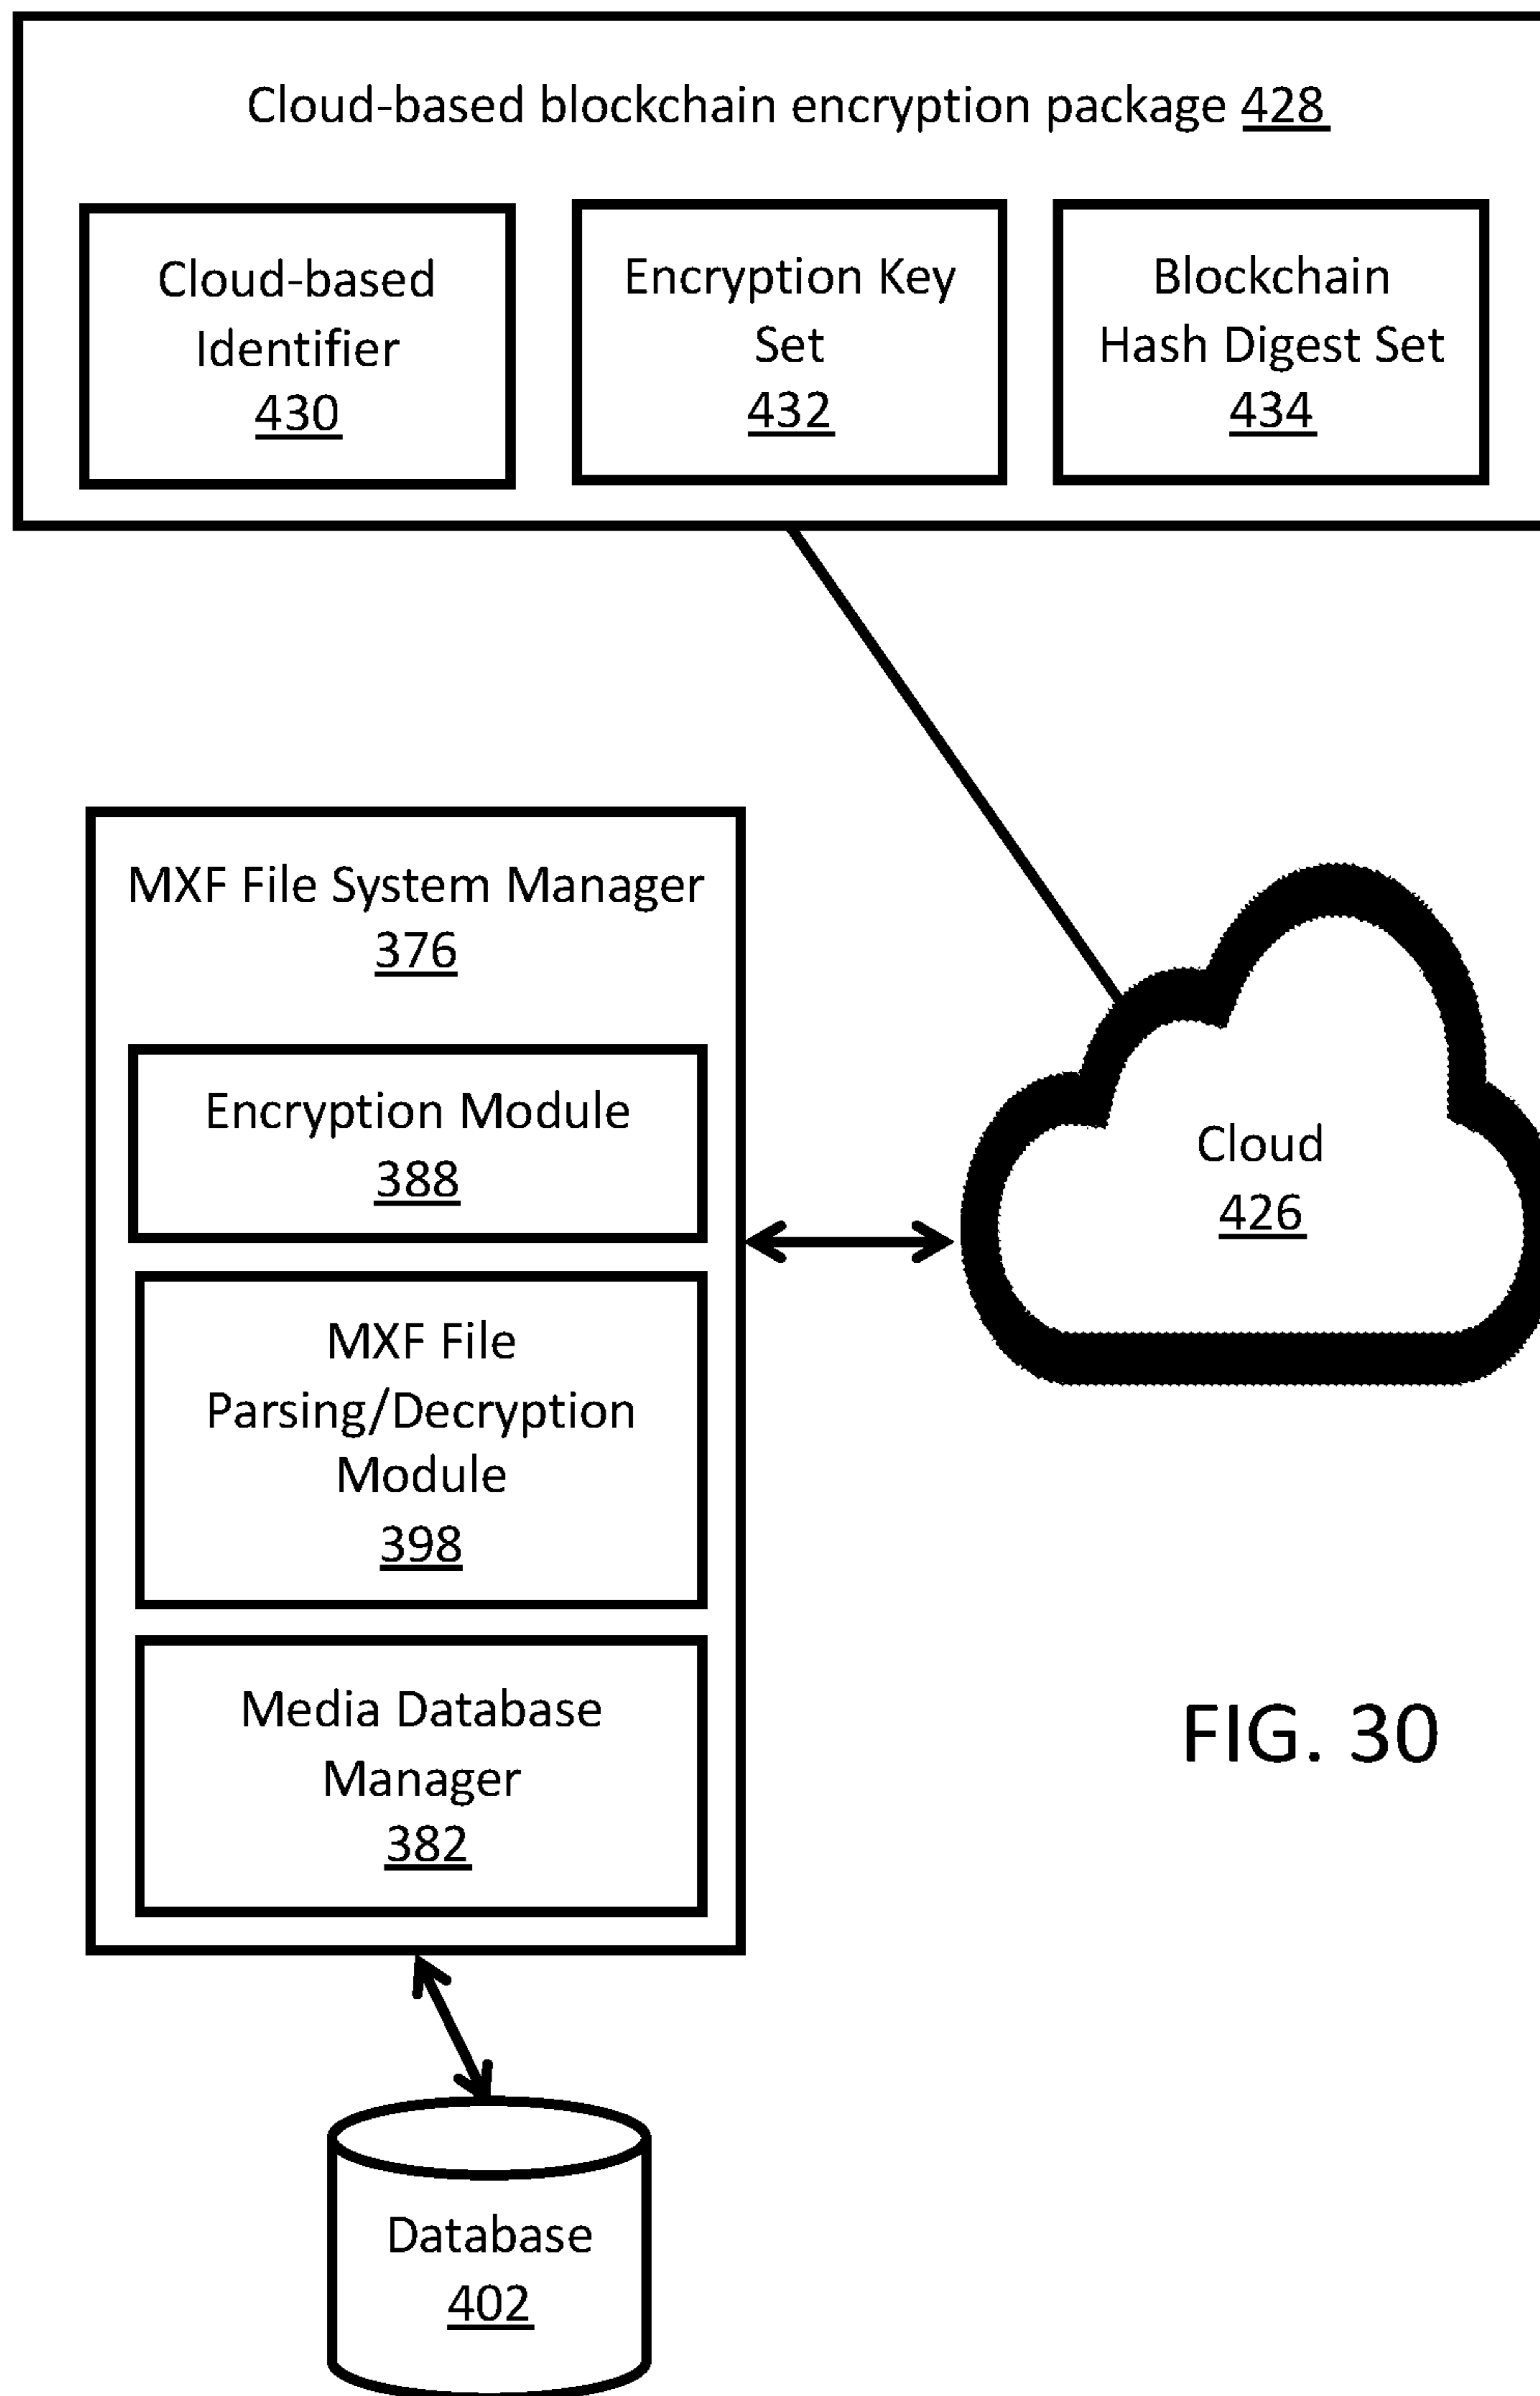 Cloud-based blockchain encryption package 428
Cloud-based
Identifier
430
Encryption Key
Set
432
Blockchain
Hash Digest Set
434
MXF File System Manager
376
Encryption Module
388
MXF File
Parsing/Decryption
Module
398
Media Database
Manager
382
Cloud
426
FIG. 30
Database
402